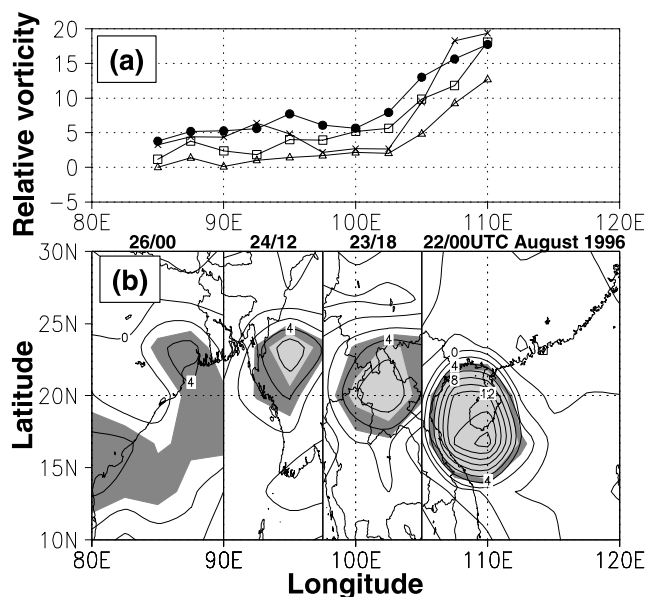 Relative vorticity
(a)
20
15
10
5
0
−5
80E 90E 100E 110E 120E
26/00 24/12 23/18 22/00UTC August 1996
(b)
Latitude
30N
25N
20N
15N
10N
0
4
4
4
0
4
8
12
4
80E 90E 100E 110E 120E
Longitude